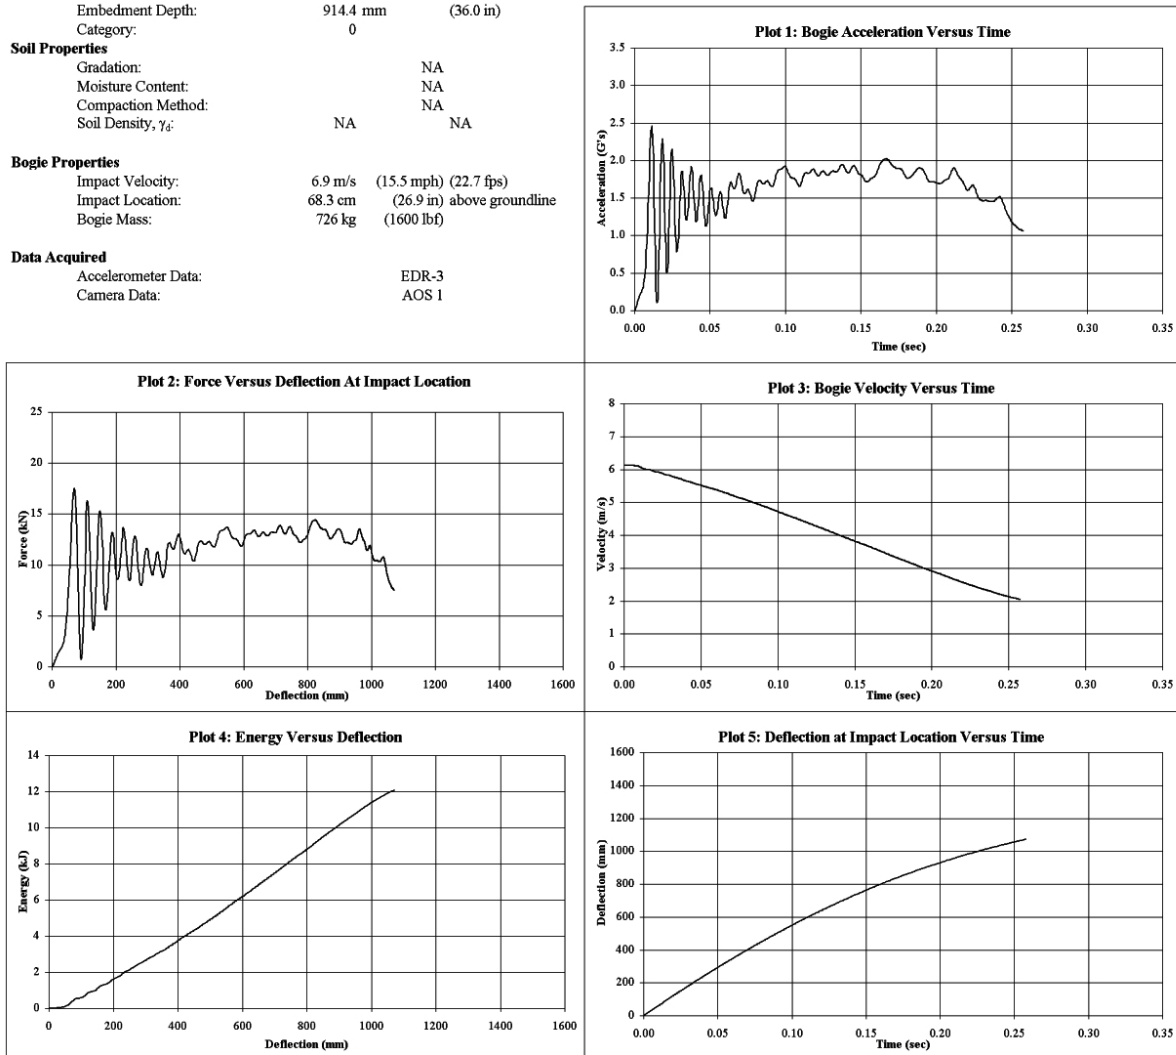 Embedment Depth: 914.4 mm (36.0 in)
Category: 0
Soil Properties
Gradation: NA
Moisture Content: NA
Compaction Method: NA
Soil Density, γd: NA NA
Bogie Properties
Impact Velocity: 6.9 m/s (15.5 mph) (22.7 fps)
Impact Location: 68.3 cm (26.9 in) above groundline
Bogie Mass: 726 kg (1600 lbf)
Data Acquired
Accelerometer Data: EDR-3
Camera Data: AOS 1
Plot 1: Bogie Acceleration Versus Time
3.5
3.0
2.5
2.0
1.5
1.0
0.5
0.0
Acceleration (G's)
0.00 0.05 0.10 0.15 0.20 0.25 0.30 0.35
Time (sec)
Plot 2: Force Versus Deflection At Impact Location
25
20
15
10
5
0
Force (kN)
0 200 400 600 800 1000 1200 1400 1600
Deflection (mm)
Plot 3: Bogie Velocity Versus Time
8
7
6
5
4
3
2
1
0
Velocity (m/s)
0.00 0.05 0.10 0.15 0.20 0.25 0.30 0.35
Time (sec)
Plot 4: Energy Versus Deflection
14
12
10
8
6
4
2
0
Energy (kJ)
0 200 400 600 800 1000 1200 1400 1600
Deflection (mm)
Plot 5: Deflection at Impact Location Versus Time
1600
1400
1200
1000
800
600
400
200
0
Deflection (mm)
0.00 0.05 0.10 0.15 0.20 0.25 0.30 0.35
Time (sec)